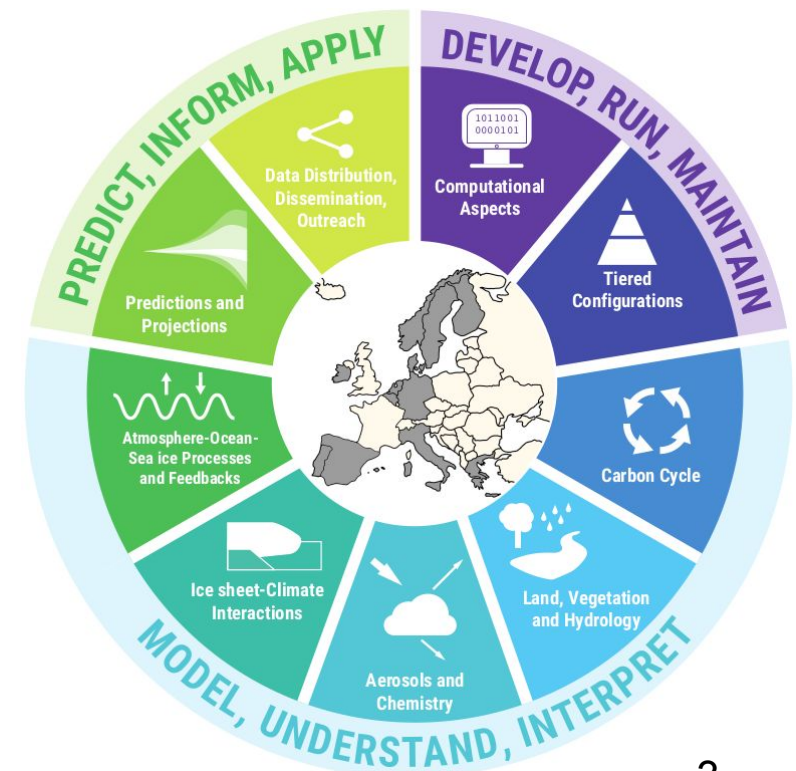 PREDICT, INFORM, APPLY
DEVELOP, RUN, MAINTAIN
Data Distribution,
Dissemination,
Outreach
1011001
0000101
Computational
Aspects
Tiered
Configurations
Predictions and
Projections
Atmosphere-Ocean-
Sea ice Processes
and Feedbacks
Carbon Cycle
Ice sheet-Climate
Interactions
Land, Vegetation
and Hydrology
Aerosols and
Chemistry
MODEL, UNDERSTAND, INTERPRET